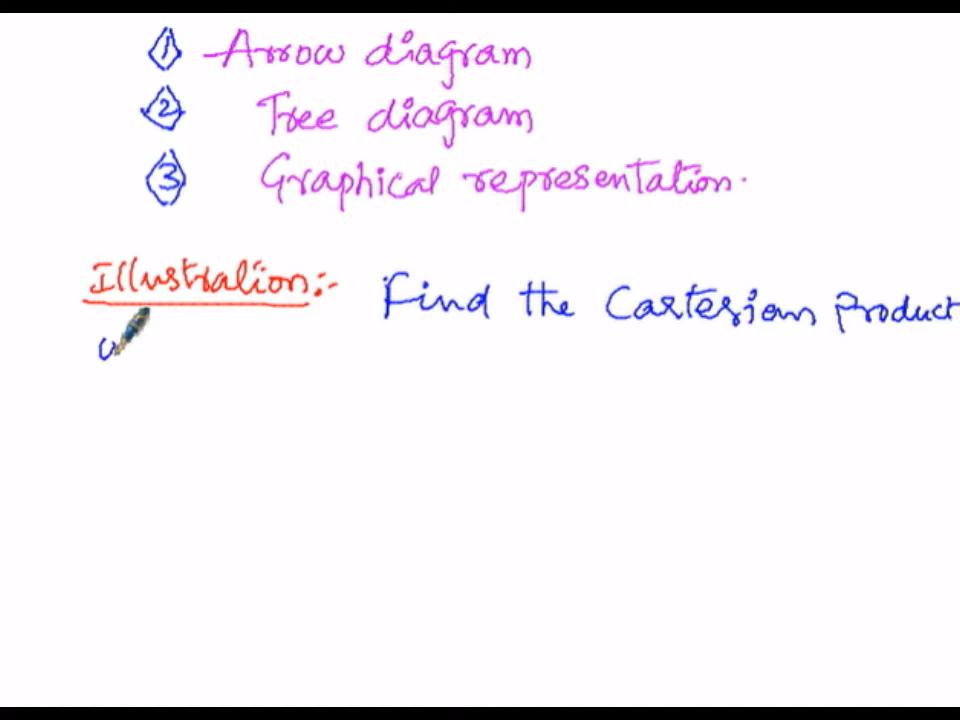 1 Arrow diagram
2 Tree diagram
3 Graphical representation.
Illustration:- Find the Cartesian Product